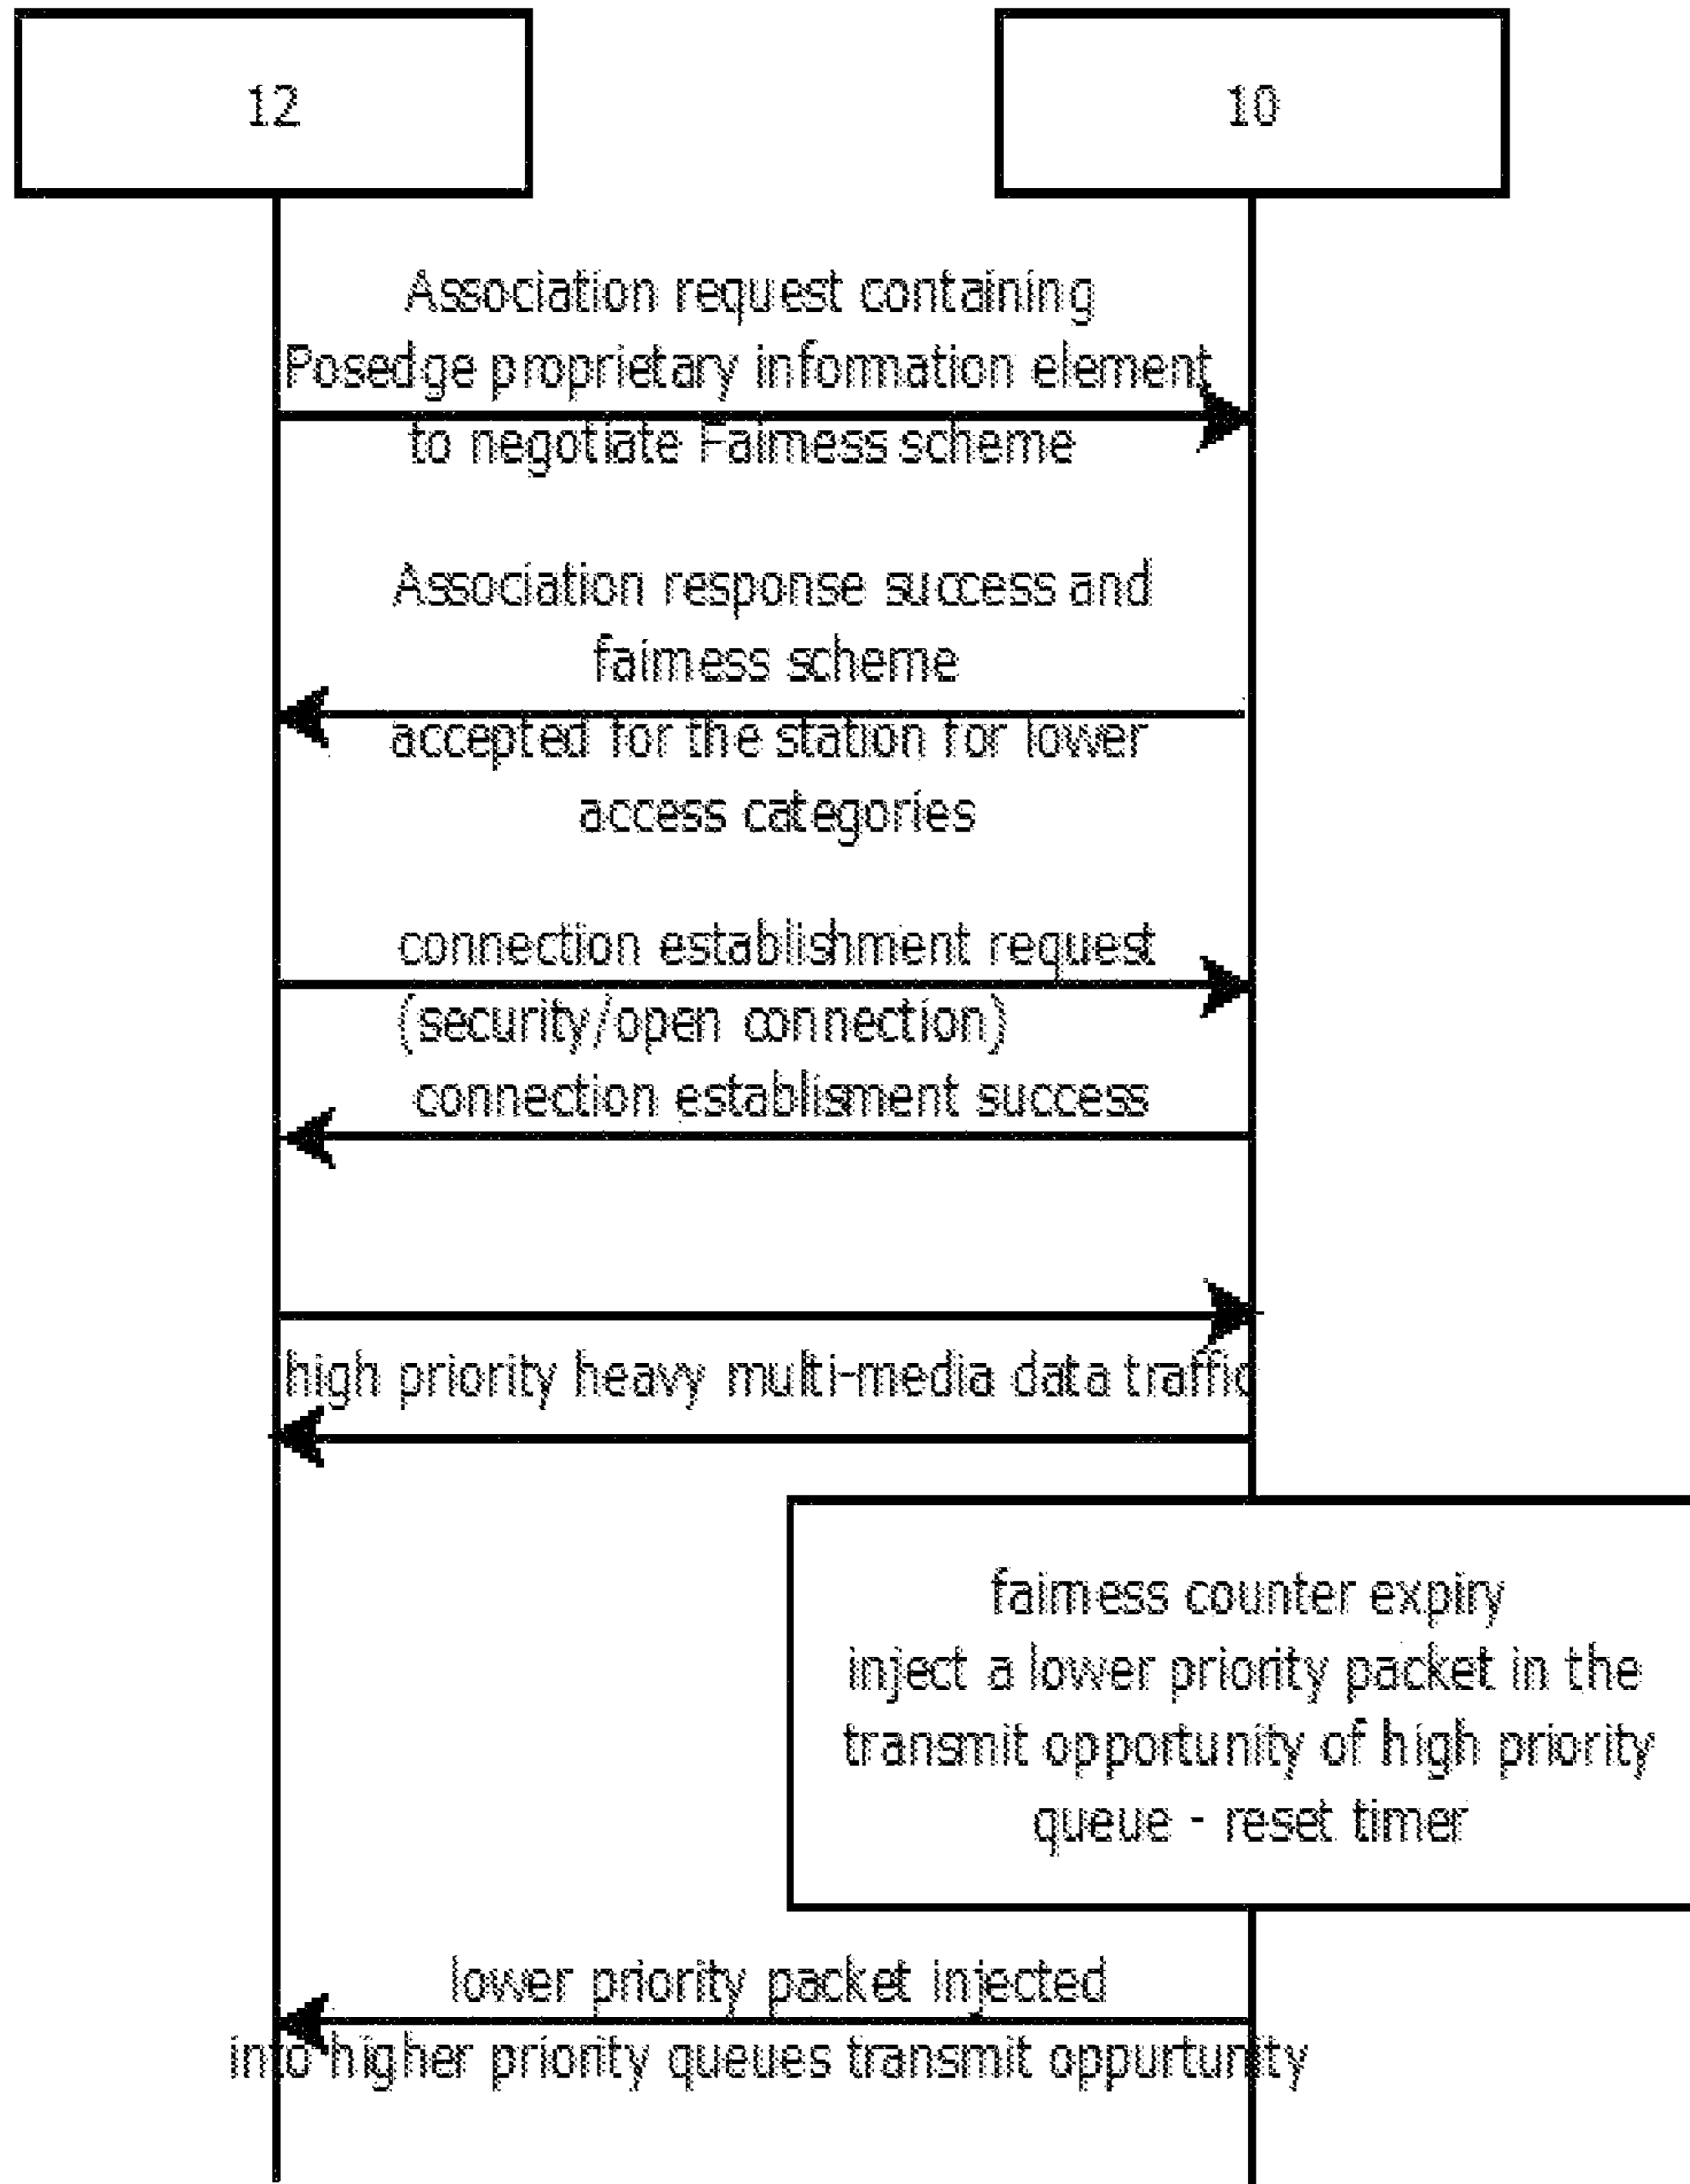 12
10
Association request containing
Posedge proprietary information element
to negotiate Fairness scheme
Association response success and
fairness scheme
accepted for the station for lower
access categories
connection establishment request
(security/open connection)
connection establisment success
high priority heavy multi-media data traffic
fairness counter expiry
inject a lower priority packet in the
transmit opportunity of high priority
queue - reset timer
lower priority packet injected
into higher priority queues transmit oppurtunity